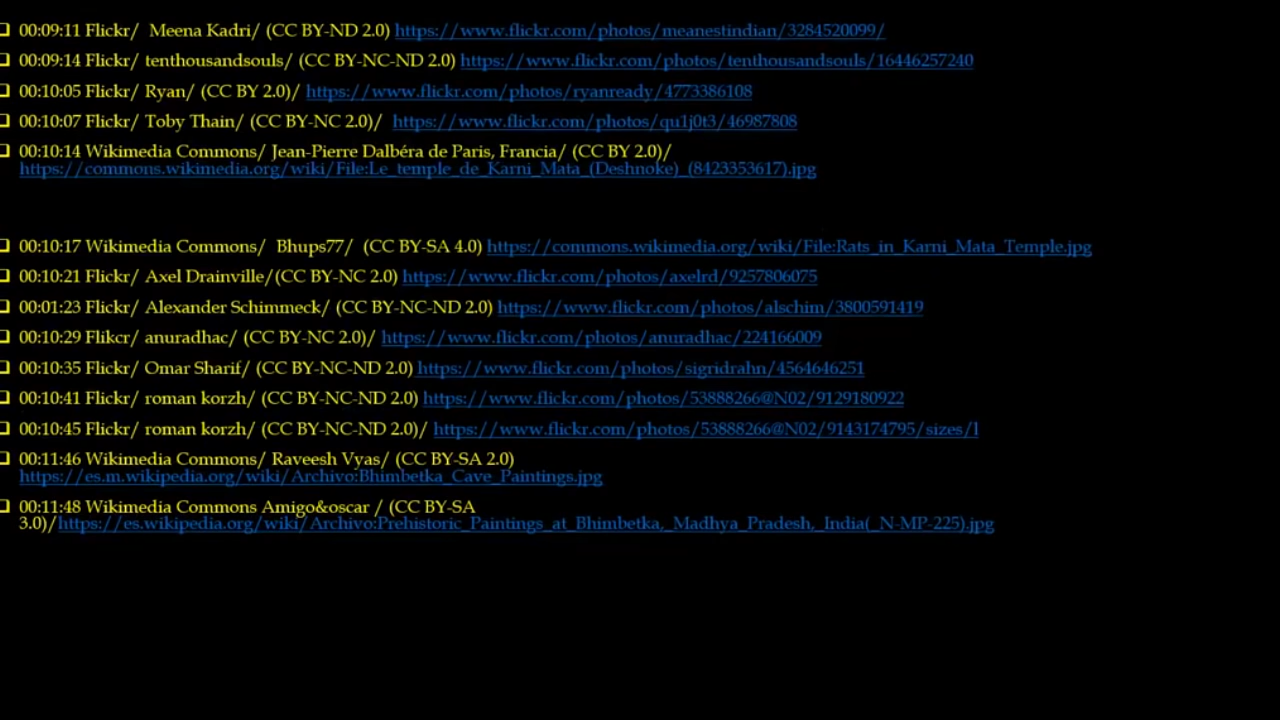 00:09:11 Flickr/ Meena Kadri/ (CC BY-ND 2.0) https://www.flickr.com/photos/meanestindian/3284520099/
00:09:14 Flickr/ tenthousandsouls/ (CC BY-NC-ND 2.0) https://www.flickr.com/photos/tenthousandsouls/16446257240
00:10:05 Flickr/ Ryan/ (CC BY 2.0)/ https://www.flickr.com/photos/ryanready/4773386108
00:10:07 Flickr/ Toby Thain/ (CC BY-NC 2.0)/ https://www.flickr.com/photos/qu1j0t3/46987808
00:10:14 Wikimedia Commons/ Jean-Pierre Dalbéra de Paris, Francia/ (CC BY 2.0)/
https://commons.wikimedia.org/wiki/File:Le_temple_de_Karni_Mata_(Deshnoke)_(8423353617).jpg
00:10:17 Wikimedia Commons/ Bhups77/ (CC BY-SA 4.0) https://commons.wikimedia.org/wiki/File:Rats_in_Karni_Mata_Temple.jpg
00:10:21 Flickr/ Axel Drainville/(CC BY-NC 2.0) https://www.flickr.com/photos/axelrd/9257806075
00:01:23 Flickr/ Alexander Schimmeck/ (CC BY-NC-ND 2.0) https://www.flickr.com/photos/alschim/3800591419
00:10:29 Flikcr/ anuradhac/ (CC BY-NC 2.0)/ https://www.flickr.com/photos/anuradhac/224166009
00:10:35 Flickr/ Omar Sharif/ (CC BY-NC-ND 2.0) https://www.flickr.com/photos/sigridrahn/4564646251
00:10:41 Flickr/ roman korzh/ (CC BY-NC-ND 2.0) https://www.flickr.com/photos/53888266@N02/9129180922
00:10:45 Flickr/ roman korzh/ (CC BY-NC-ND 2.0)/ https://www.flickr.com/photos/53888266@N02/9143174795/sizes/l
00:11:46 Wikimedia Commons/ Raveesh Vyas/ (CC BY-SA 2.0)
https://es.m.wikipedia.org/wiki/Archivo:Bhimbetka_Cave_Paintings.jpg
00:11:48 Wikimedia Commons Amigo&oscar / (CC BY-SA
3.0)/https://es.wikipedia.org/wiki/Archivo:Prehistoric_Paintings_at_Bhimbetka,_Madhya_Pradesh,_India(_N-MP-225).jpg